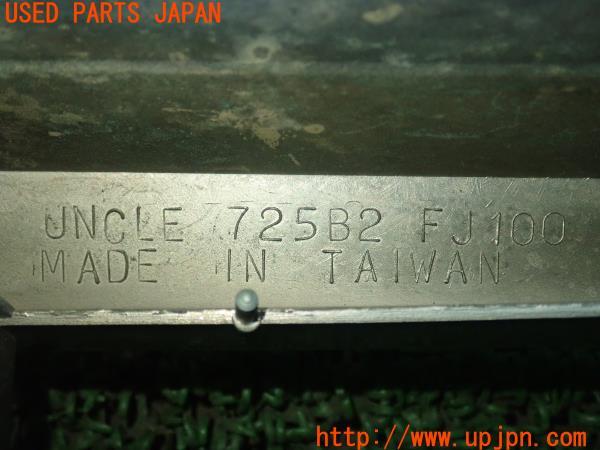 USED PARTS JAPAN
UNCLE 725B2 FJ100
MADE IN TAIWAN
http://www.upjpn.com